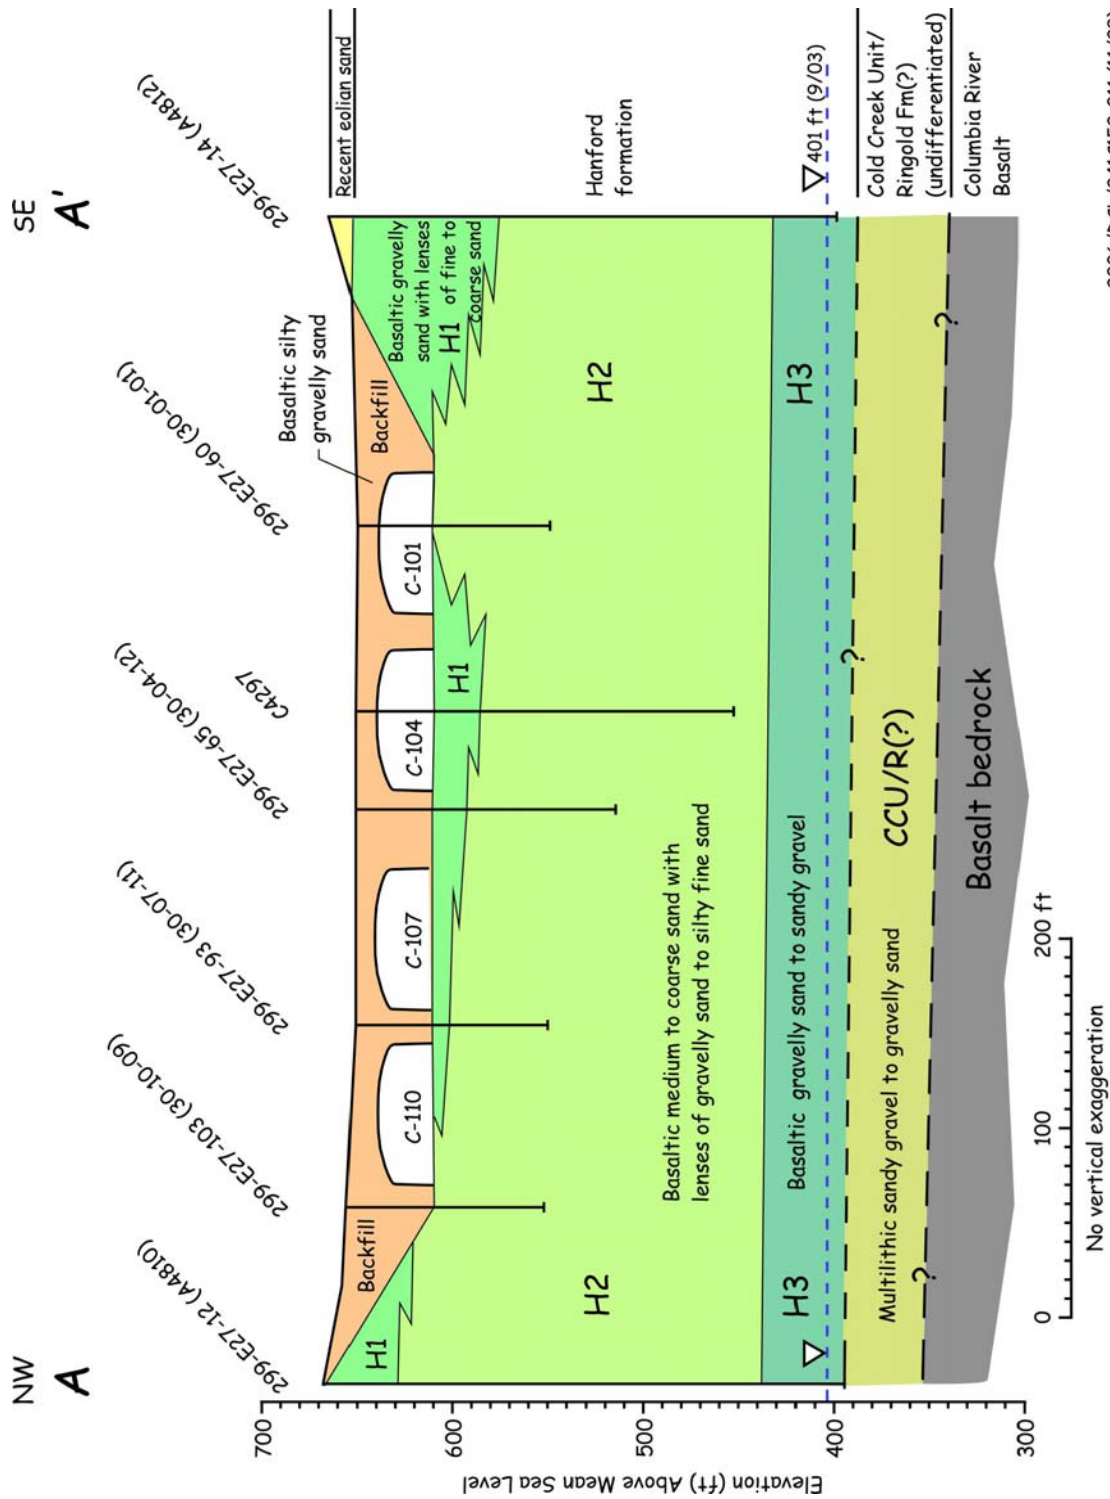 NW
A
SE
A'
299-E27-12 (A4810)
299-E27-103 (30-10-09)
299-E27-93 (30-07-11)
299-E27-65 (30-04-12)
C4297
299-E27-60 (30-01-01)
299-E27-14 (A4812)
Recent eolian sand
Basaltic silty
gravelly sand
Backfill
Backfill
H1
C-110
C-107
C-104
C-101
H1
Basaltic gravelly
sand with lenses
H1 of fine to
coarse sand
Hanford
formation
H2
H2
Basaltic medium to coarse sand with
lenses of gravelly sand to silty fine sand
H3
Basaltic gravelly sand to sandy gravel
H3
401 ft (9/03)
?
Multilithic sandy gravel to gravelly sand
CCU/R(?)
Cold Creek Unit/
Ringold Fm(?)
(undifferentiated)
?
?
Basalt bedrock
Columbia River
Basalt
700
600
500
400
300
Elevation (ft) Above Mean Sea Level
0
100
200 ft
No vertical exaggeration